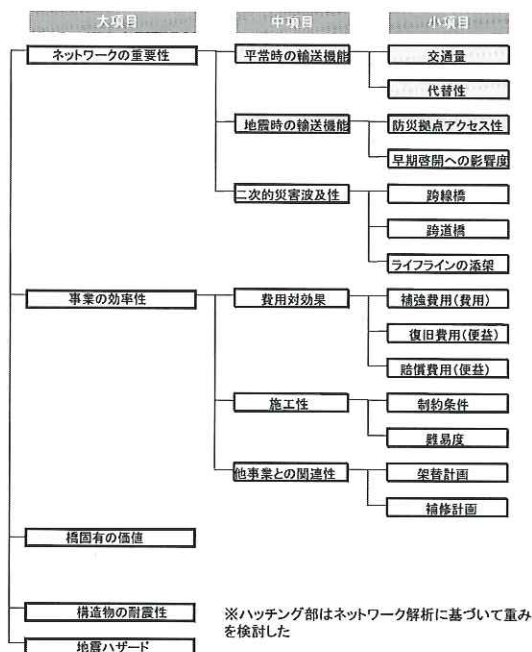 大項目 中項目 小項目
ネットワークの重要性 平常時の輸送機能 交通量
代替性
地震時の輸送機能 防災拠点アクセス性
早期啓開への影響度
二次的災害波及性 跨線橋
跨道橋
ライフラインの添架
事業の効率性 費用対効果 補強費用(費用)
復旧費用(便益)
賠償費用(便益)
施工性 制約条件
難易度
他事業との関連性 架替計画
補修計画
橋固有の価値
構造物の耐震性
地震ハザード
※ハッチング部はネットワーク解析に基づいて重み
を検討した